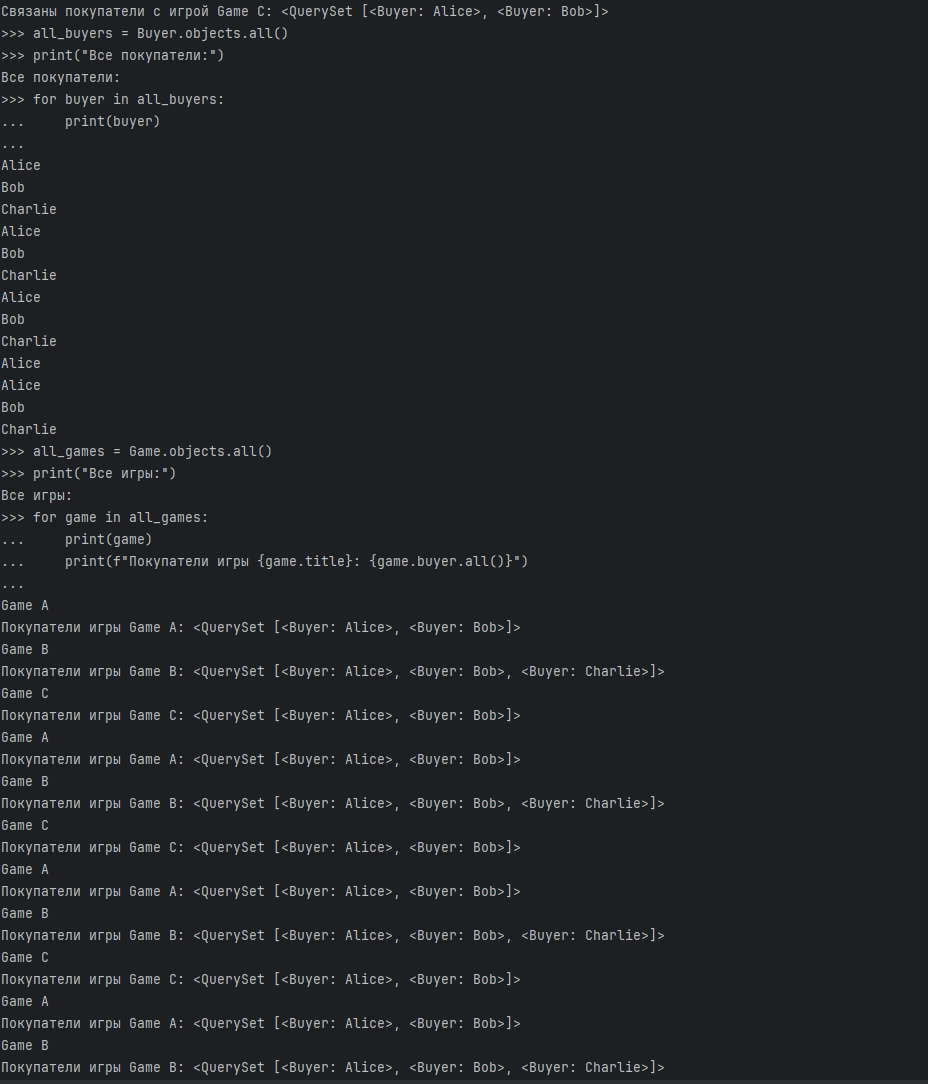 Связаны покупатели с игрой Game C: <QuerySet [<Buyer: Alice>, <Buyer: Bob>]>
>>> all_buyers = Buyer.objects.all()
>>> print("Все покупатели:")
Все покупатели:
>>> for buyer in all_buyers:
...     print(buyer)
...
Alice
Bob
Charlie
Alice
Bob
Charlie
Alice
Bob
Charlie
Alice
Alice
Bob
Charlie
>>> all_games = Game.objects.all()
>>> print("Все игры:")
Все игры:
>>> for game in all_games:
...     print(game)
...     print(f"Покупатели игры {game.title}: {game.buyer.all()}")
...
Game A
Покупатели игры Game A: <QuerySet [<Buyer: Alice>, <Buyer: Bob>]>
Game B
Покупатели игры Game B: <QuerySet [<Buyer: Alice>, <Buyer: Bob>, <Buyer: Charlie>]>
Game C
Покупатели игры Game C: <QuerySet [<Buyer: Alice>, <Buyer: Bob>]>
Game A
Покупатели игры Game A: <QuerySet [<Buyer: Alice>, <Buyer: Bob>]>
Game B
Покупатели игры Game B: <QuerySet [<Buyer: Alice>, <Buyer: Bob>, <Buyer: Charlie>]>
Game C
Покупатели игры Game C: <QuerySet [<Buyer: Alice>, <Buyer: Bob>]>
Game A
Покупатели игры Game A: <QuerySet [<Buyer: Alice>, <Buyer: Bob>]>
Game B
Покупатели игры Game B: <QuerySet [<Buyer: Alice>, <Buyer: Bob>, <Buyer: Charlie>]>
Game C
Покупатели игры Game C: <QuerySet [<Buyer: Alice>, <Buyer: Bob>]>
Game A
Покупатели игры Game A: <QuerySet [<Buyer: Alice>, <Buyer: Bob>]>
Game B
Покупатели игры Game B: <QuerySet [<Buyer: Alice>, <Buyer: Bob>, <Buyer: Charlie>]>